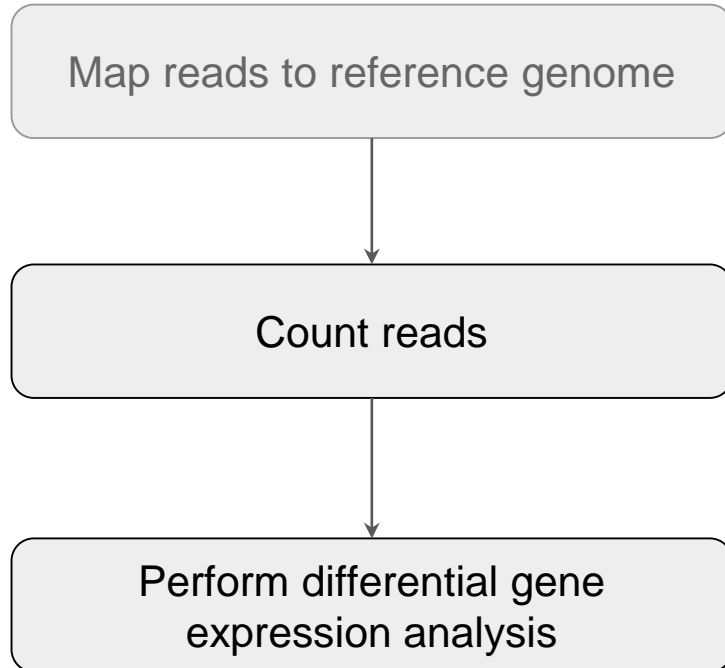 Map reads to reference genome
Count reads
Perform differential gene
expression analysis